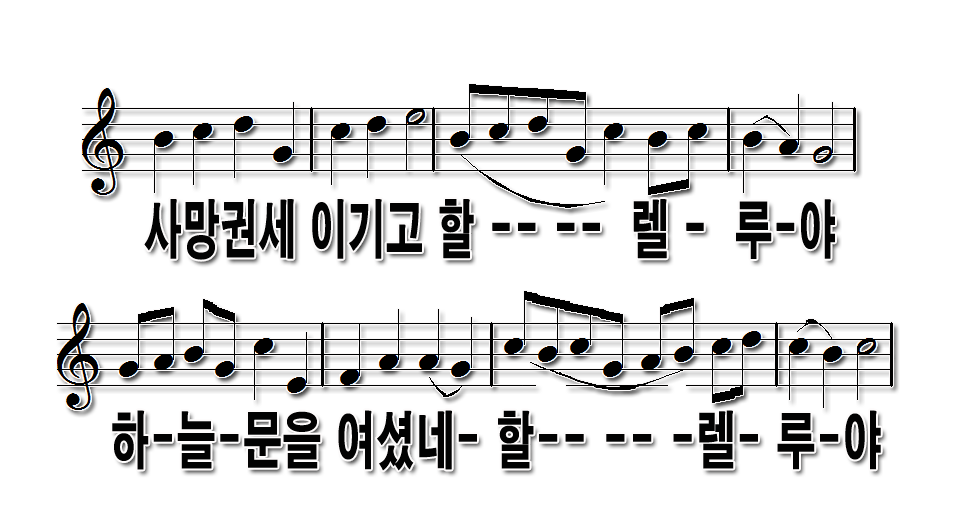 사망권세 이기고 할 -- -- 렐 - 루-야
하-늘-문을 여셨네- 할-- -- -렐- 루-야